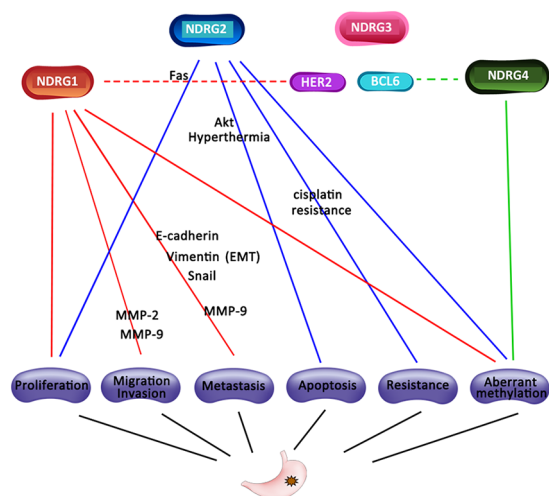 NDRG2
NDRG3
NDRG1
Fas
HER2
BCL6
NDRG4
Akt
Hyperthermia
cisplatin
resistance
E-cadherin
Vimentin (EMT)
Snail
MMP-2
MMP-9
MMP-9
Proliferation
Migration
Invasion
Metastasis
Apoptosis
Resistance
Aberrant
methylation